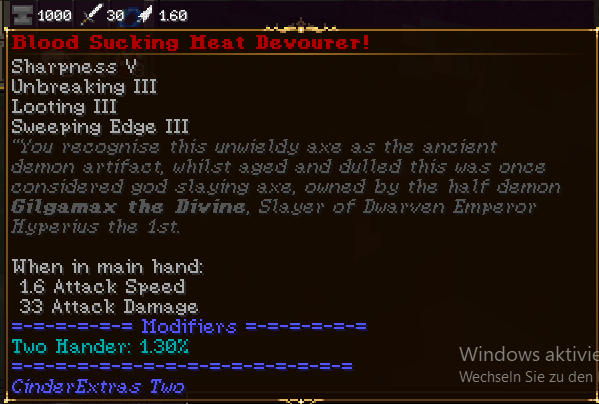 1000 30 1.60
Blood Sucking Meat Devourer!
Sharpness V
Unbreaking III
Looting III
Sweeping Edge III
"You recognise this unwieldy axe as the ancient
demon artifact, whilst aged and dulled this was once
considered god slaying axe, owned by the half demon
Gilgamax the Divine, Slayer of Dwarven Emperor
Hyperius the 1st.
When in main hand:
1.6 Attack Speed
33 Attack Damage
=-=-=-=-=-= Modifiers =-=-=-=-=-=
Two Hander: 1.30%
=-=-=-=-=-=-=-=-=-=-=-=-=-=-=-=
CinderExtras Two
Windows aktivie
Wechseln Sie zu den